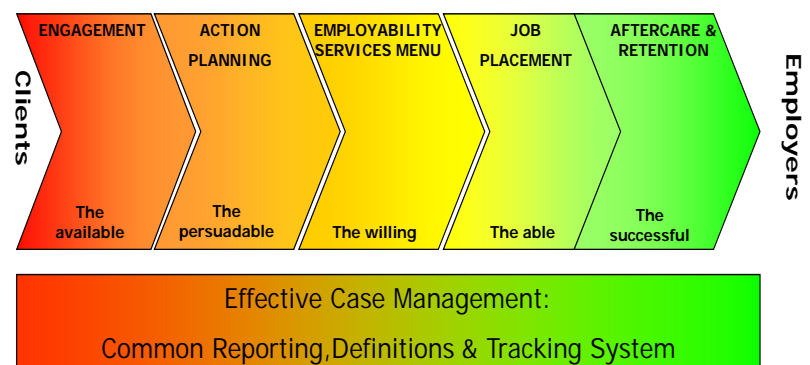 Clients
ENGAGEMENT
The
available
ACTION
PLANNING
The
persuadable
EMPLOYABILITY
SERVICES MENU
The willing
JOB
PLACEMENT
The able
AFTERCARE &
RETENTION
The
successful
Employers
Effective Case Management:
Common Reporting,Definitions & Tracking System